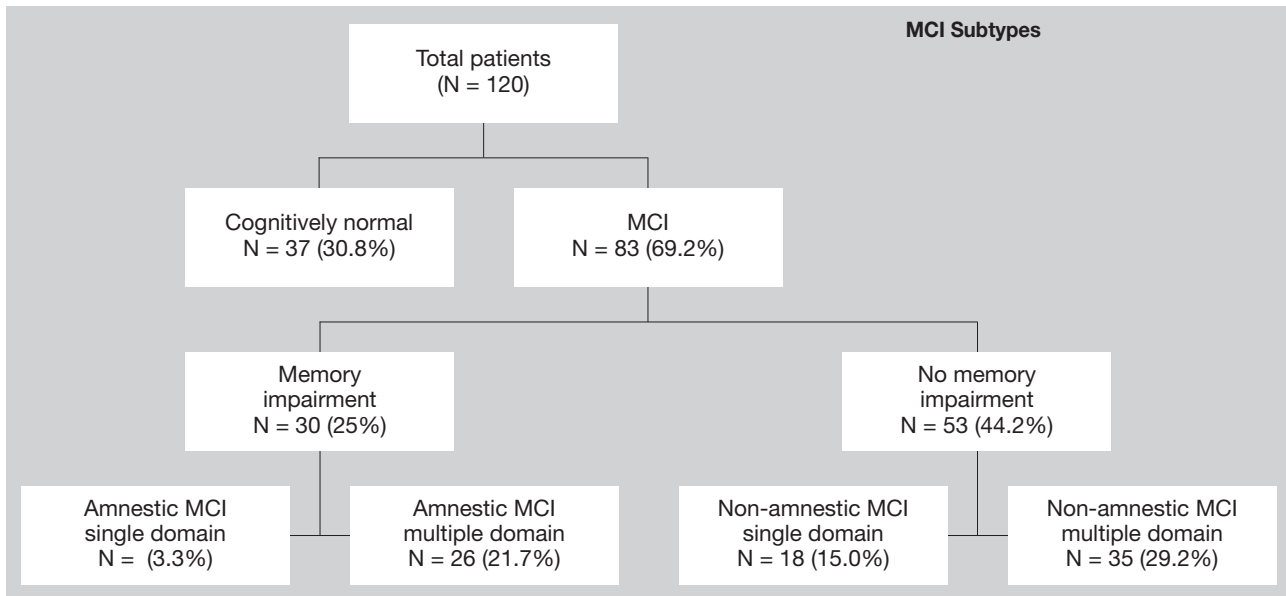 MCI Subtypes
Total patients
(N = 120)
Cognitively normal
N = 37 (30.8%)
MCI
N = 83 (69.2%)
Memory
impairment
N = 30 (25%)
No memory
impairment
N = 53 (44.2%)
Amnestic MCI
single domain
N =  (3.3%)
Amnestic MCI
multiple domain
N = 26 (21.7%)
Non-amnestic MCI
single domain
N = 18 (15.0%)
Non-amnestic MCI
multiple domain
N = 35 (29.2%)